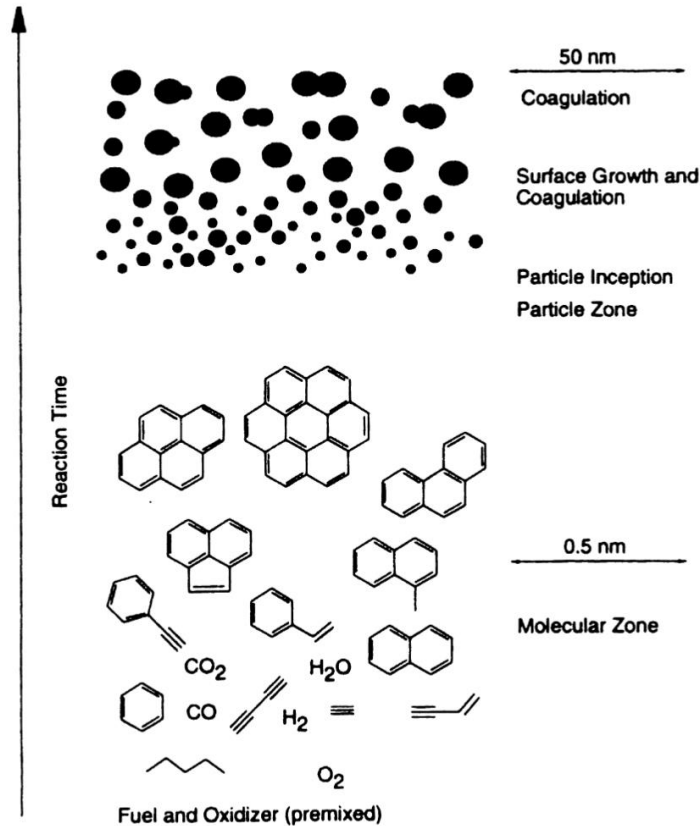 50 nm
Coagulation
Surface Growth and
Coagulation
Particle Inception
Particle Zone
Reaction Time
0.5 nm
Molecular Zone
CO₂
H₂O
CO
H₂
O₂
Fuel and Oxidizer (premixed)